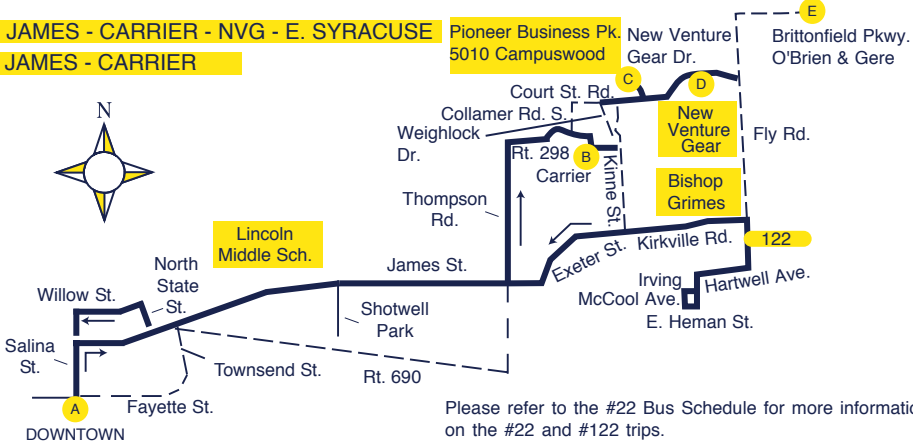 JAMES - CARRIER - NVG - E. SYRACUSE
JAMES - CARRIER
Pioneer Business Pk.
5010 Campuswood
New Venture
Gear Dr.
E
Brittonfield Pkwy.
O'Brien & Gere
N
Court St. Rd.
C
D
Collamer Rd. S.
Weighlock
Dr.
New
Venture
Gear
Fly Rd.
Rt. 298
B
Carrier
Kinne St.
Bishop
Grimes
Thompson
Rd.
Lincoln
Middle Sch.
Exeter St.
Kirkville Rd.
122
North
State
St.
James St.
Irving
McCool Ave.
Hartwell Ave.
Willow St.
Shotwell
Park
E. Heman St.
Salina
St.
Townsend St.
Rt. 690
A
Fayette St.
DOWNTOWN
Please refer to the #22 Bus Schedule for more informatio
on the #22 and #122 trips.